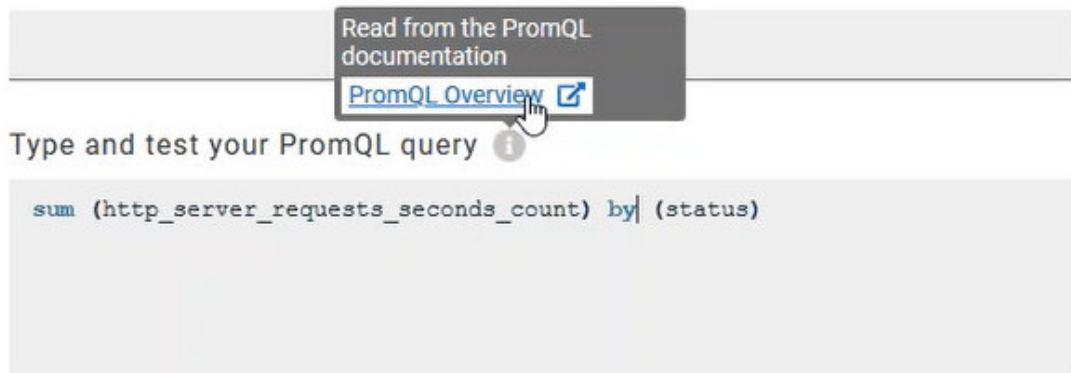 Read from the PromQL
documentation
PromQL Overview
Type and test your PromQL query
sum (http_server_requests_seconds_count) by (status)